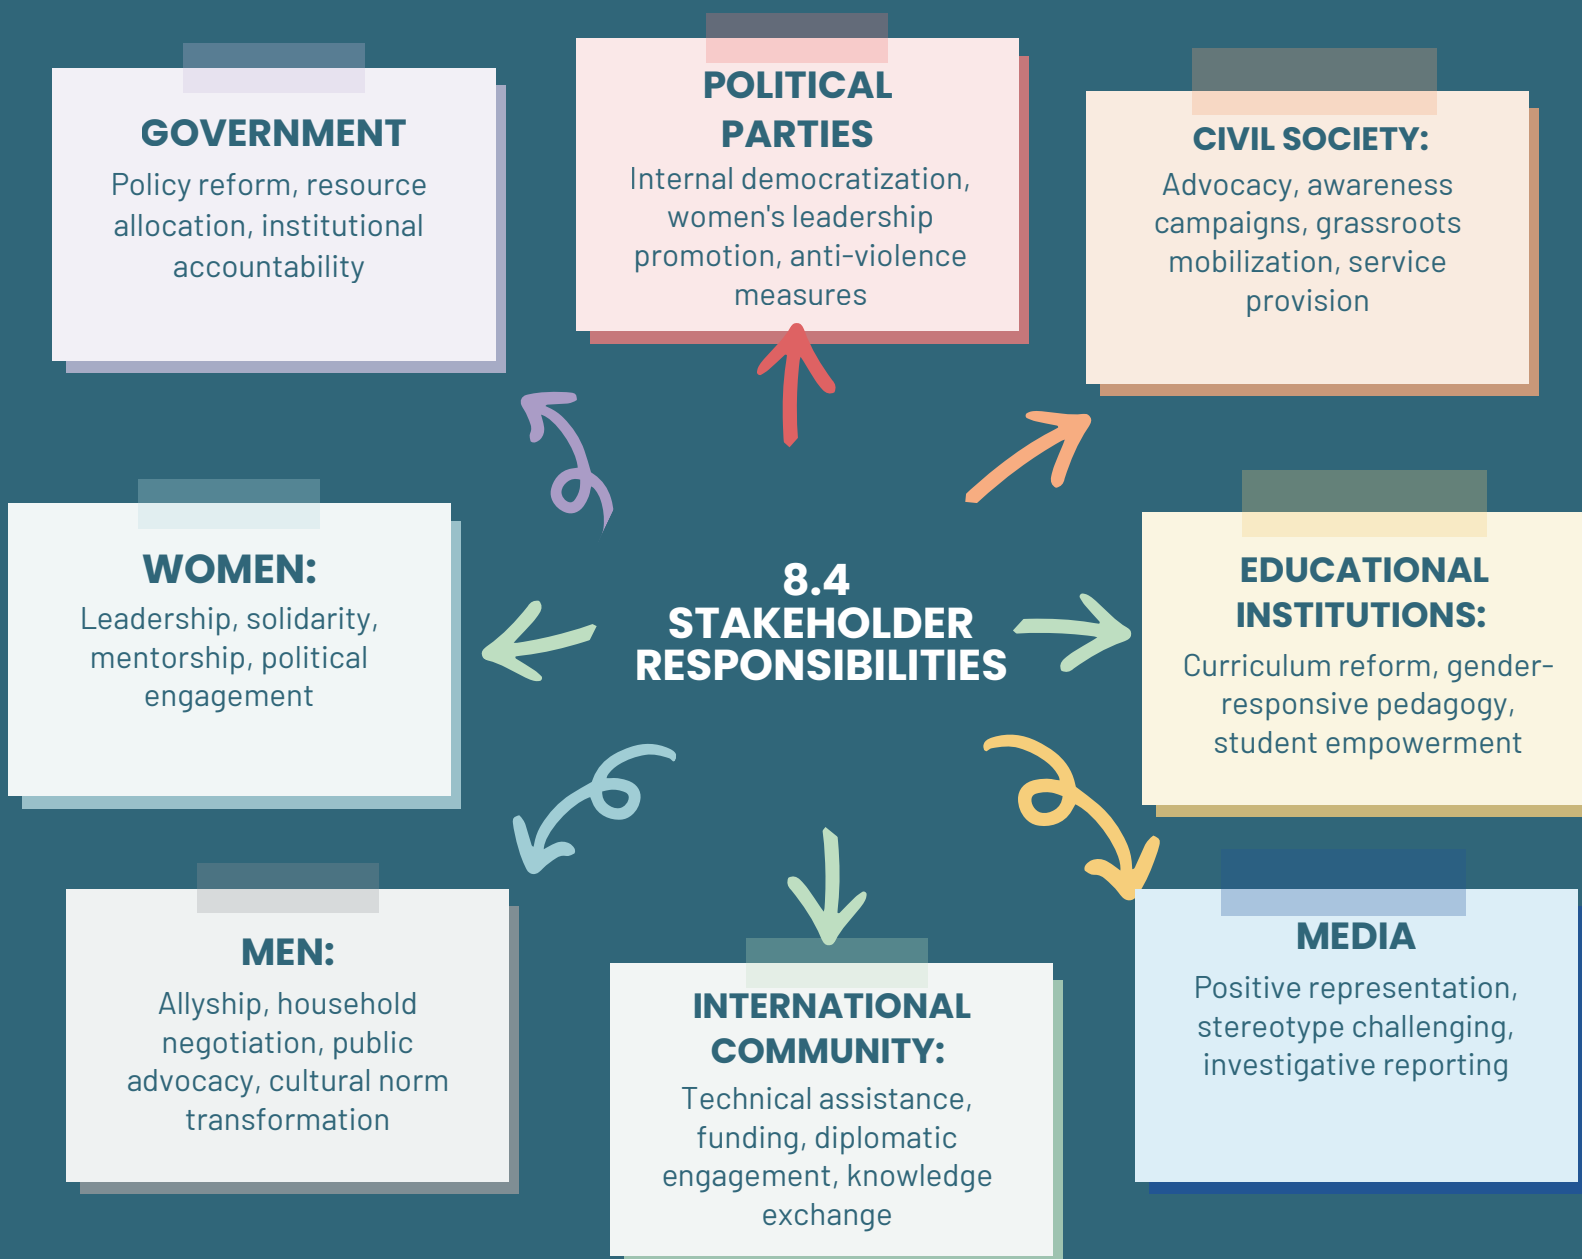 GOVERNMENT
Policy reform, resource
allocation, institutional
accountability
POLITICAL
PARTIES
Internal democratization,
women's leadership
promotion, anti-violence
measures
CIVIL SOCIETY:
Advocacy, awareness
campaigns, grassroots
mobilization, service
provision
WOMEN:
Leadership, solidarity,
mentorship, political
engagement
8.4
STAKEHOLDER
RESPONSIBILITIES
EDUCATIONAL
INSTITUTIONS:
Curriculum reform, gender-
responsive pedagogy,
student empowerment
MEN:
Allyship, household
negotiation, public
advocacy, cultural norm
transformation
INTERNATIONAL
COMMUNITY:
Technical assistance,
funding, diplomatic
engagement, knowledge
exchange
MEDIA
Positive representation,
stereotype challenging,
investigative reporting